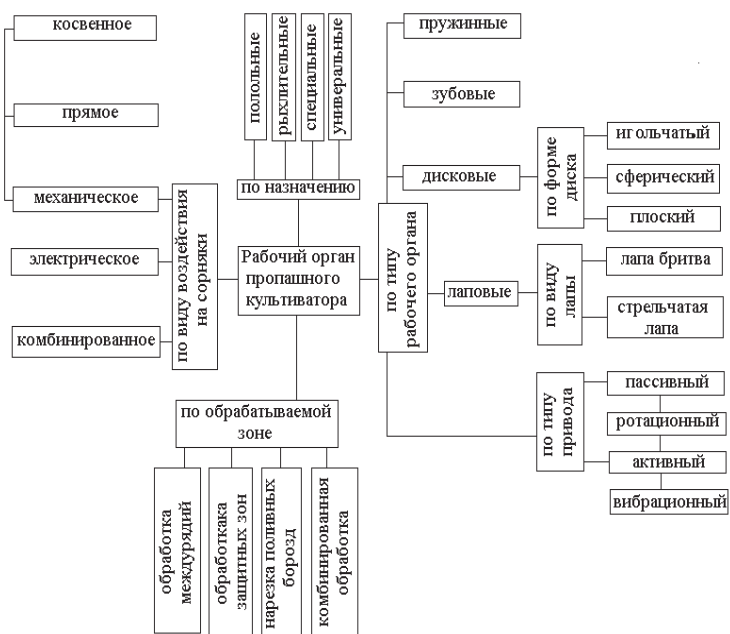 косвенное
прямое
механическое
электрическое
комбинированное
по виду воздействия
на сорняки
полольные
рыхлительные
специальные
универальные
по назначению
Рабочий орган
пропашного
культиватора
по обрабатываемой
зоне
обработка
междурядий
обработкака
защитных зон
нарезка поливных
борозд
комбинированная
обработка
по типу
рабочего органа
пружинные
зубовые
дисковые
по форме
диска
игольчатый
сферический
плоский
лаповые
по виду
лапы
лапа бритва
стрельчатая
лапа
по типу
привода
пассивный
ротационный
активный
вибрационный